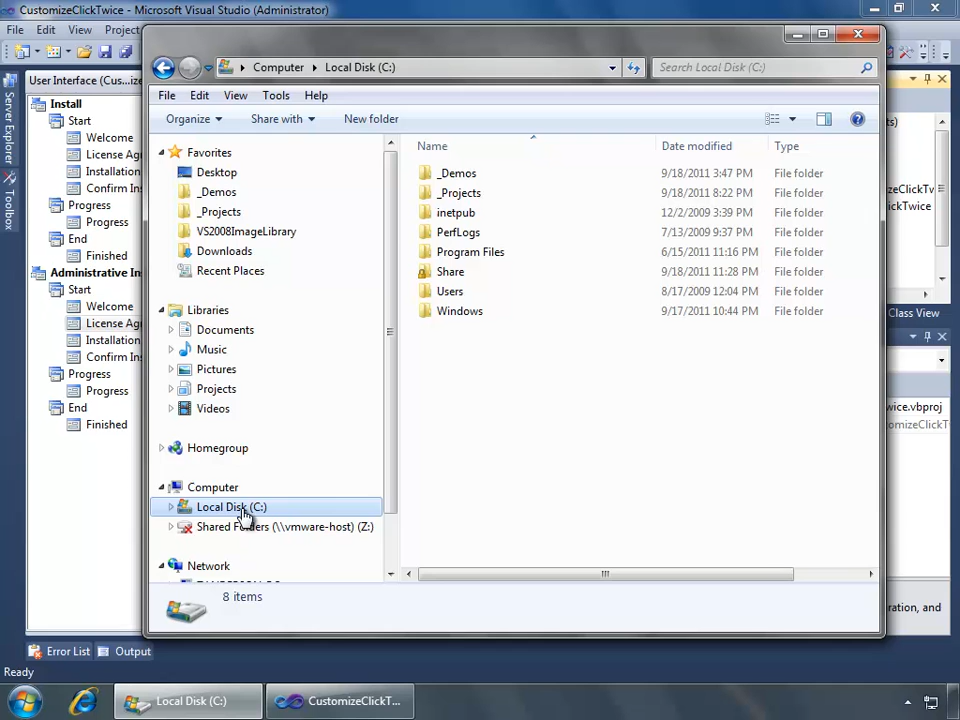 CustomizeClickTwice - Microsoft Visual Studio (Administrator)
File Edit View Project
User Interface (Cus...
Server Explorer
Toolbox
Install
Start
Welcome
License Ag
Installation
Confirm Ins
Progress
Progress
End
Finished
Administrative In
Start
Welcome
License Ag
Installation
Confirm Ins
Progress
Progress
End
Finished
Computer Local Disk (C:)
Search Local Disk (C:)
File Edit View Tools Help
Organize Share with New folder
Favorites
Desktop
_Demos
_Projects
VS2008ImageLibrary
Downloads
Recent Places
Libraries
Documents
Music
Pictures
Projects
Videos
Homegroup
Computer
Local Disk (C:)
Shared Folders (\\vmware-host) (Z:)
Network
Name Date modified Type
_Demos 9/18/2011 3:47 PM File folder
_Projects 9/18/2011 8:22 PM File folder
inetpub 12/2/2009 3:39 PM File folder
PerfLogs 7/13/2009 9:37 PM File folder
Program Files 6/15/2011 11:16 PM File folder
Share 9/18/2011 11:28 PM File folder
Users 8/17/2009 12:04 PM File folder
Windows 9/17/2011 10:44 PM File folder
8 items
ts)
izeClickTw
wice
Class View
wice.vbproj
omizeClickT
ration, and
Error List Output
Ready
Local Disk (C:) CustomizeClickT...